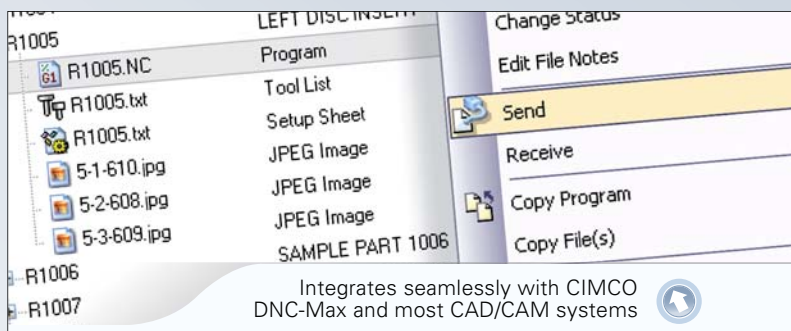 R1005
LEFT DISC INSERT
R1005.NC
Program
R1005.txt
Tool List
R1005.txt
Setup Sheet
5-1-610.jpg
JPEG Image
5-2-608.jpg
JPEG Image
5-3-609.jpg
JPEG Image
R1006
SAMPLE PART 1006
R1007
Change Status
Edit File Notes
Send
Receive
Copy Program
Copy File(s)
Integrates seamlessly with CIMCO
DNC-Max and most CAD/CAM systems